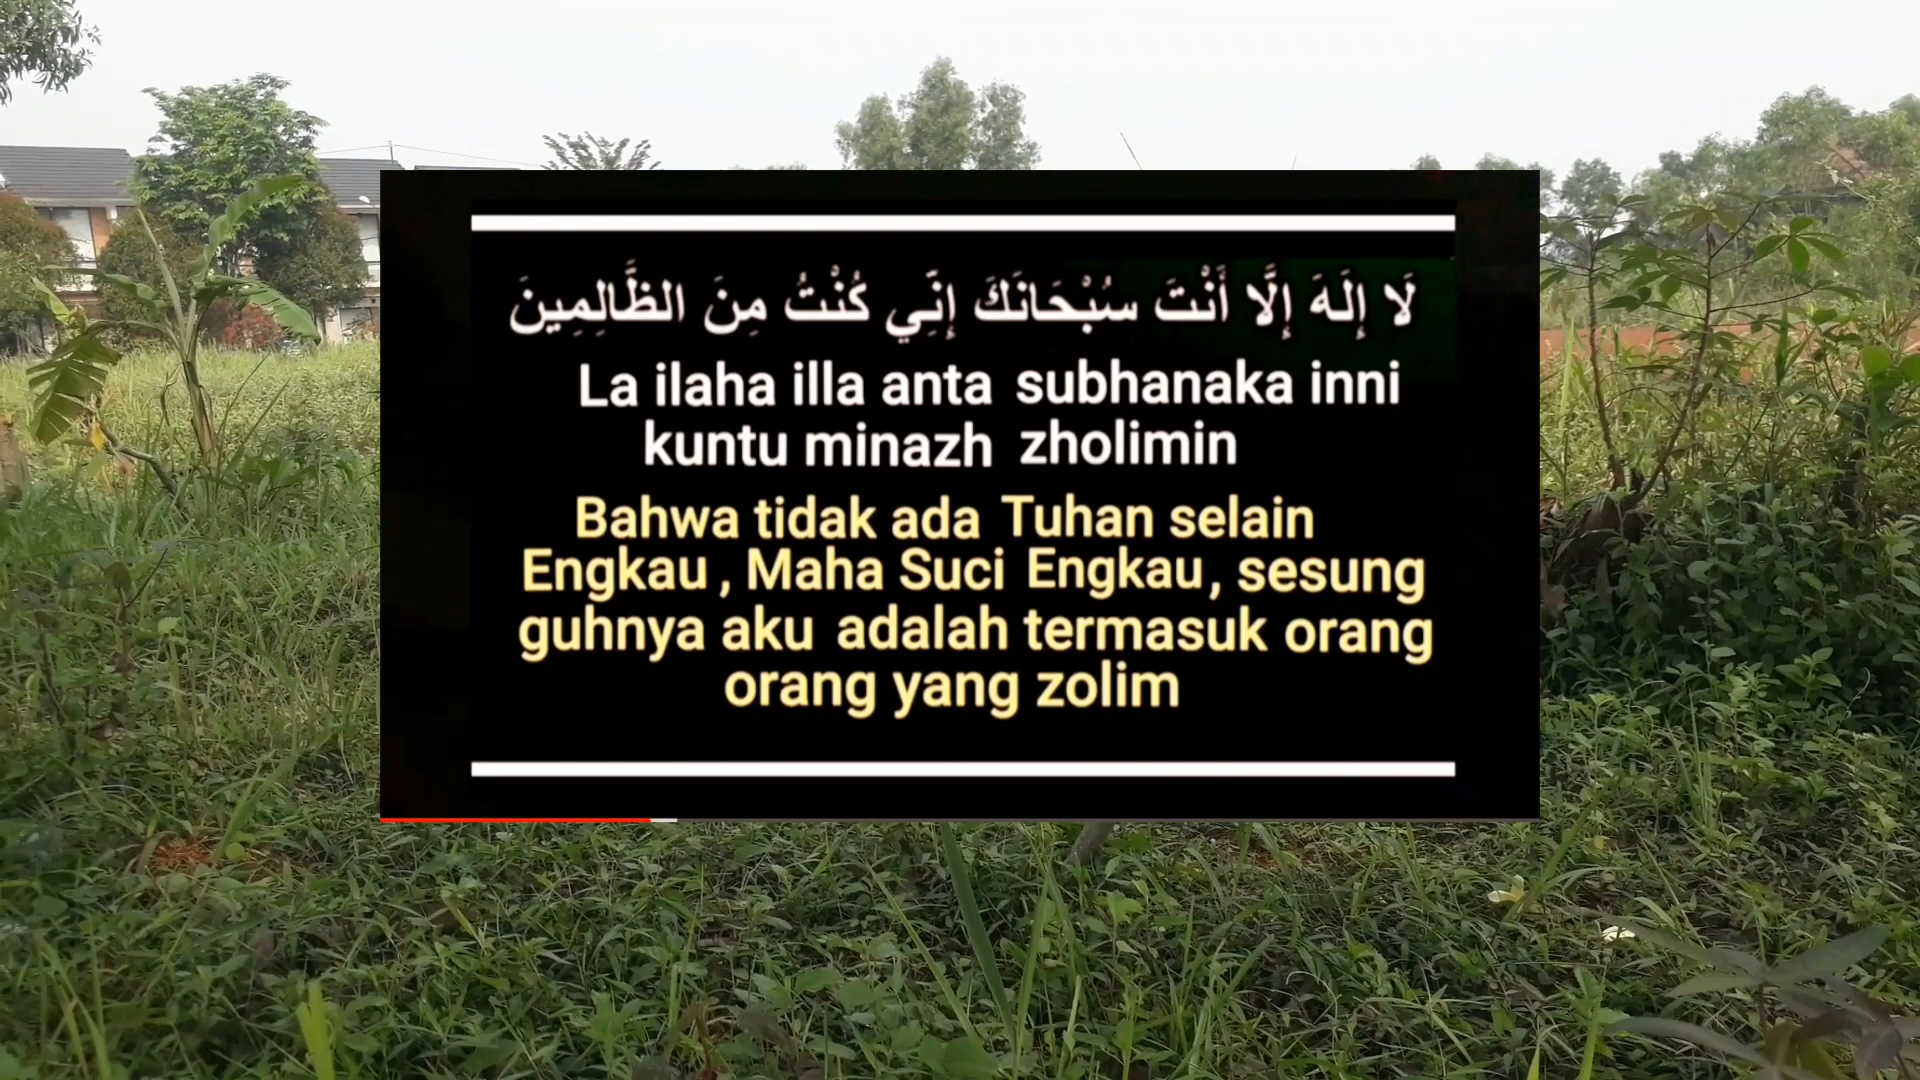 لَا إِلَهَ إِلَّا أَنْتَ سُبْحَانَكَ إِنِّي كُنْتُ مِنَ الظَّالِمِينَ
La ilaha illa anta subhanaka inni
kuntu minazh zholimin
Bahwa tidak ada Tuhan selain
Engkau , Maha Suci Engkau, sesung
guhnya aku adalah termasuk orang
orang yang zolim